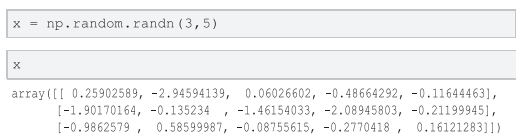 x = np.random.randn(3,5)
x
array([[ 0.25902589, -2.94594139, 0.06026602, -0.48664292, -0.11644463],
[-1.90170164, -0.135234 , -1.46154033, -2.08945803, -0.21199945],
[-0.9862579 , 0.58599987, -0.08755615, -0.2770418 , 0.16121283]])